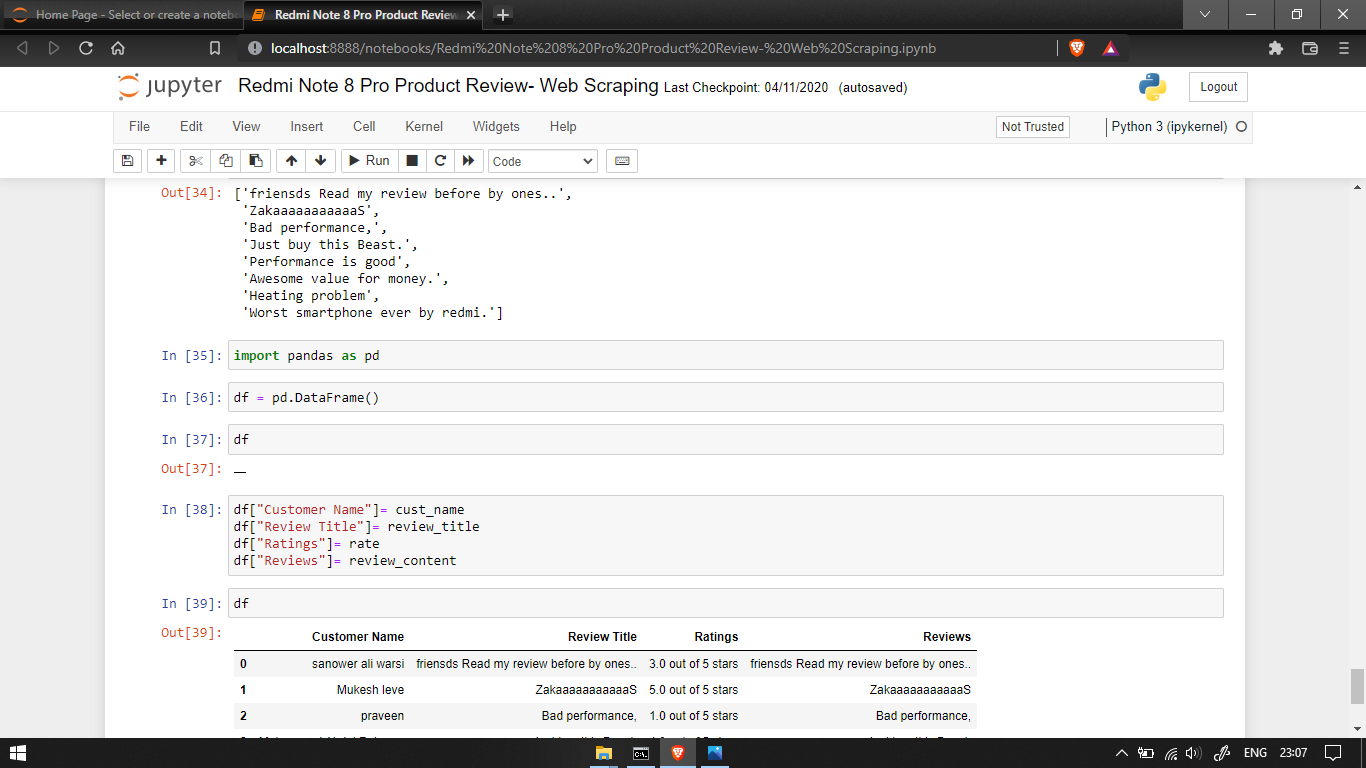 Home Page - Select or create a noteb
Redmi Note 8 Pro Product Review
localhost:8888/notebooks/Redmi%20Note%208%20Pro%20Product%20Review-%20Web%20Scraping.ipynb
jupyter Redmi Note 8 Pro Product Review- Web Scraping Last Checkpoint: 04/11/2020 (autosaved)
Logout
File Edit View Insert Cell Kernel Widgets Help
Not Trusted
Python 3 (ipykernel)
Run
Code
Out[34]: ['friensds Read my review before by ones..',
'ZakaaaaaaaaaaaS',
'Bad performance,',
'Just buy this Beast.',
'Performance is good',
'Awesome value for money.',
'Heating problem',
'Worst smartphone ever by redmi.']
In [35]: import pandas as pd
In [36]: df = pd.DataFrame()
In [37]: df
Out[37]:
In [38]: df["Customer Name"]= cust_name
df["Review Title"]= review_title
df["Ratings"]= rate
df["Reviews"]= review_content
In [39]: df
Out[39]:
Customer Name Review Title Ratings Reviews
0 sanower ali warsi friensds Read my review before by ones.. 3.0 out of 5 stars friensds Read my review before by ones..
1 Mukesh leve ZakaaaaaaaaaaaS 5.0 out of 5 stars ZakaaaaaaaaaaaS
2 praveen Bad performance, 1.0 out of 5 stars Bad performance,
ENG 23:07